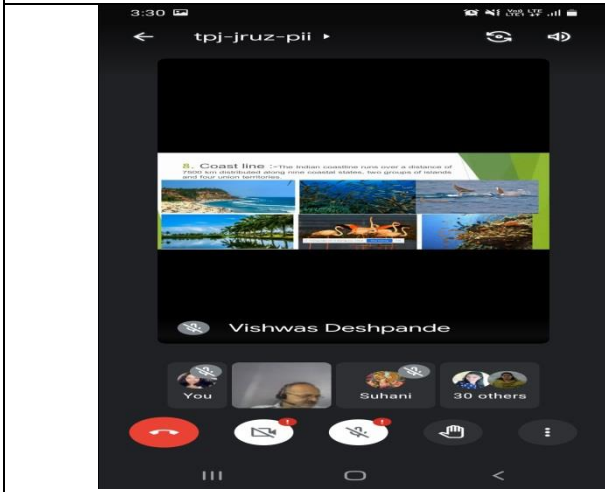 3:30
tpj-jruz-pii
8. Coast line :-The Indian coastline runs over a distance of
7500 km distributed along nine coastal states, two groups of islands
and four union territories.
Vishwas Deshpande
You
Suhani
30 others